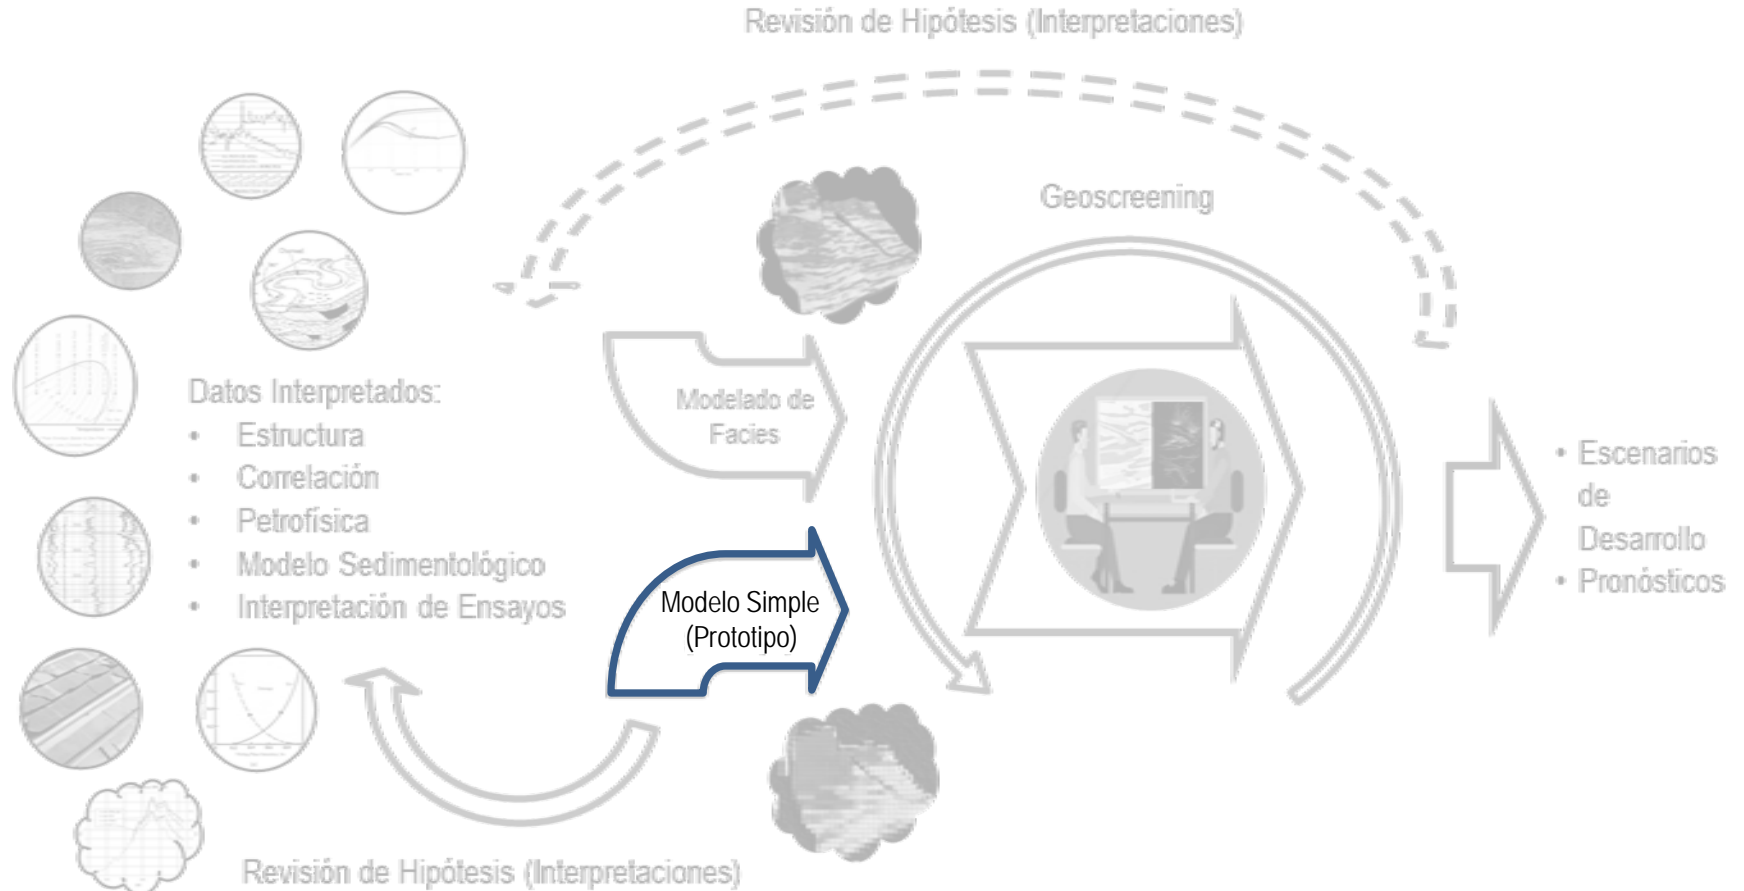 Revisión de Hipótesis (Interpretaciones)
Geoscreening
Modelado de
Facies
Datos Interpretados:
• Estructura
• Correlación
• Petrofísica
• Modelo Sedimentológico
• Interpretación de Ensayos
Modelo Simple
(Prototipo)
• Escenarios
de
Desarrollo
• Pronósticos
Revisión de Hipótesis (Interpretaciones)